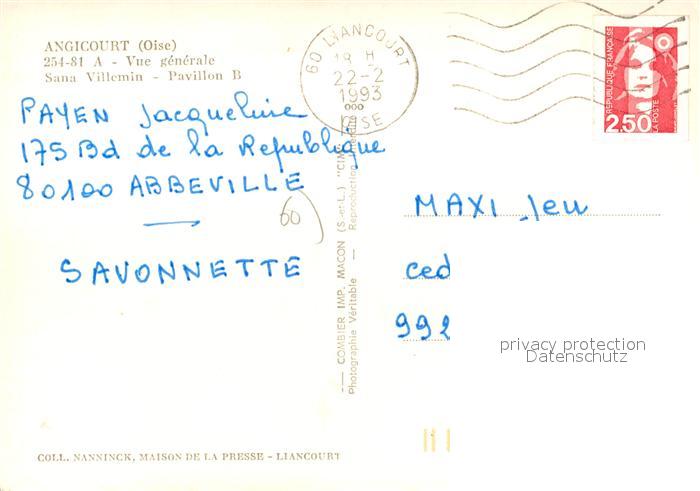 ANGICOURT (Oise)
254-81 A - Vue générale
Sana Villemin - Pavillon B
60 LIANCOURT
18 H
22-2
1993
OISE
REPUBLIQUE FRANÇAISE
LA POSTE
2,50
PAYEN Jacqueline
175 Bd de la Republique
80100 ABBEVILLE
60
SAVONNETTE
COMBIER IMP. MACON (S.-et-L.) "CIM"
Photographie Véritable - Reproduction
MAXI Jeu
ced
992
privacy protection
Datenschutz
COLL. NANNINCK, MAISON DE LA PRESSE - LIANCOURT